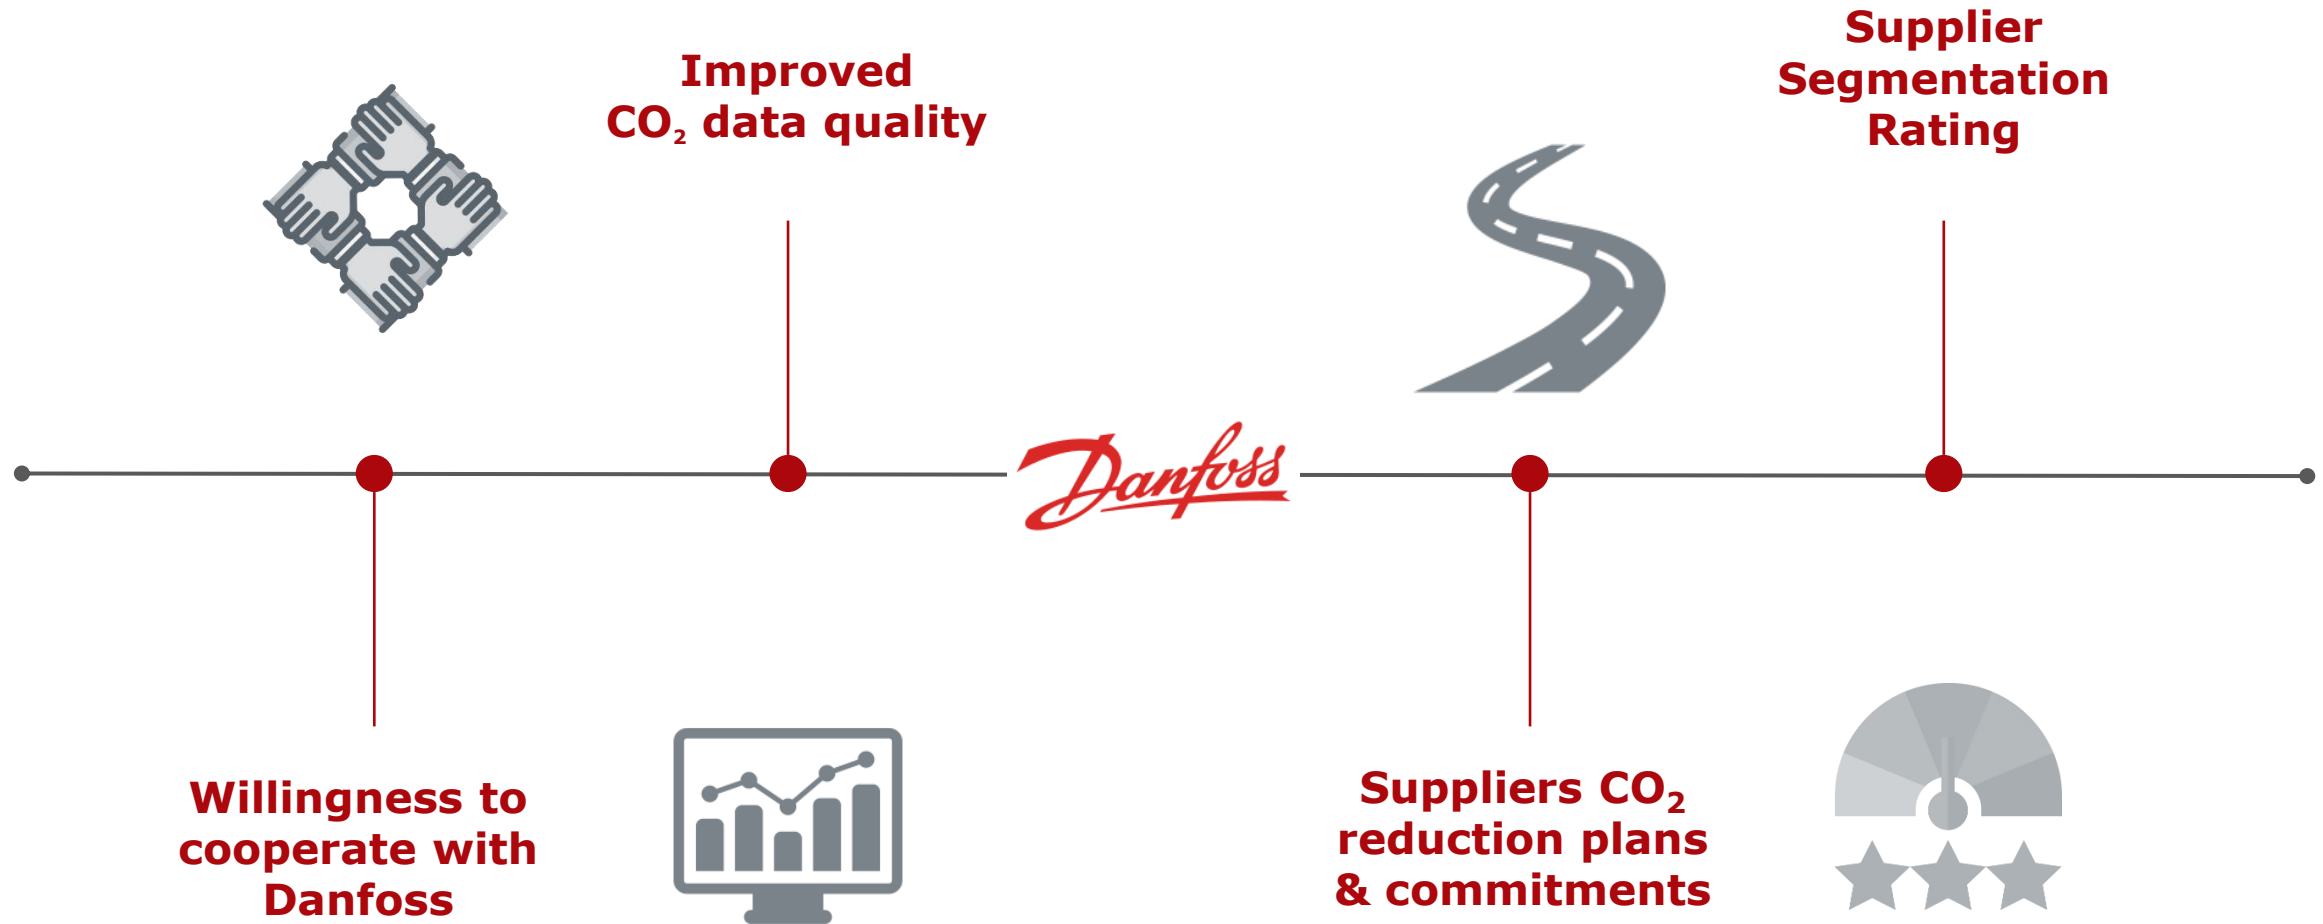 Willingness to
cooperate with
Danfoss
Improved
CO₂ data quality
Danfoss
Suppliers CO₂
reduction plans
& commitments
Supplier
Segmentation
Rating